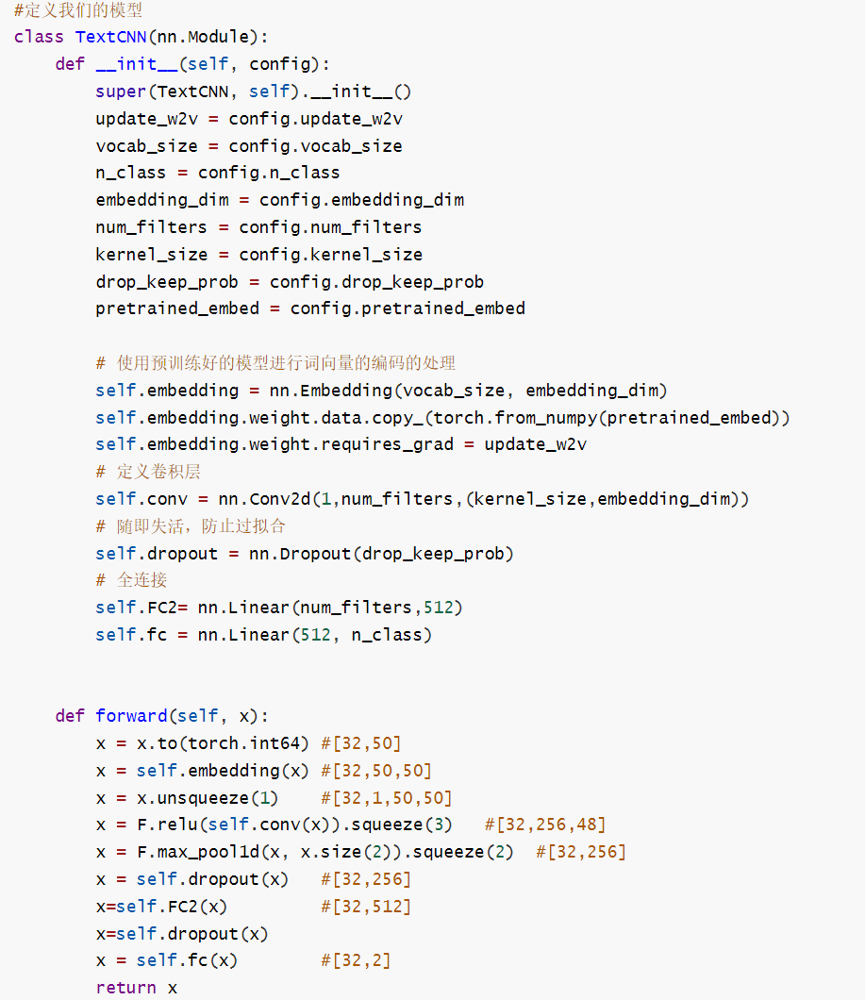 #定义我们的模型
class TextCNN(nn.Module):
    def __init__(self, config):
        super(TextCNN, self).__init__()
        update_w2v = config.update_w2v
        vocab_size = config.vocab_size
        n_class = config.n_class
        embedding_dim = config.embedding_dim
        num_filters = config.num_filters
        kernel_size = config.kernel_size
        drop_keep_prob = config.drop_keep_prob
        pretrained_embed = config.pretrained_embed

        # 使用预训练好的模型进行词向量的编码的处理
        self.embedding = nn.Embedding(vocab_size, embedding_dim)
        self.embedding.weight.data.copy_(torch.from_numpy(pretrained_embed))
        self.embedding.weight.requires_grad = update_w2v
        # 定义卷积层
        self.conv = nn.Conv2d(1,num_filters,(kernel_size,embedding_dim))
        # 随即失活，防止过拟合
        self.dropout = nn.Dropout(drop_keep_prob)
        # 全连接
        self.FC2= nn.Linear(num_filters,512)
        self.fc = nn.Linear(512, n_class)


    def forward(self, x):
        x = x.to(torch.int64) #[32,50]
        x = self.embedding(x) #[32,50,50]
        x = x.unsqueeze(1)    #[32,1,50,50]
        x = F.relu(self.conv(x)).squeeze(3)   #[32,256,48]
        x = F.max_pool1d(x, x.size(2)).squeeze(2)  #[32,256]
        x = self.dropout(x)   #[32,256]
        x=self.FC2(x)         #[32,512]
        x=self.dropout(x)
        x = self.fc(x)        #[32,2]
        return x